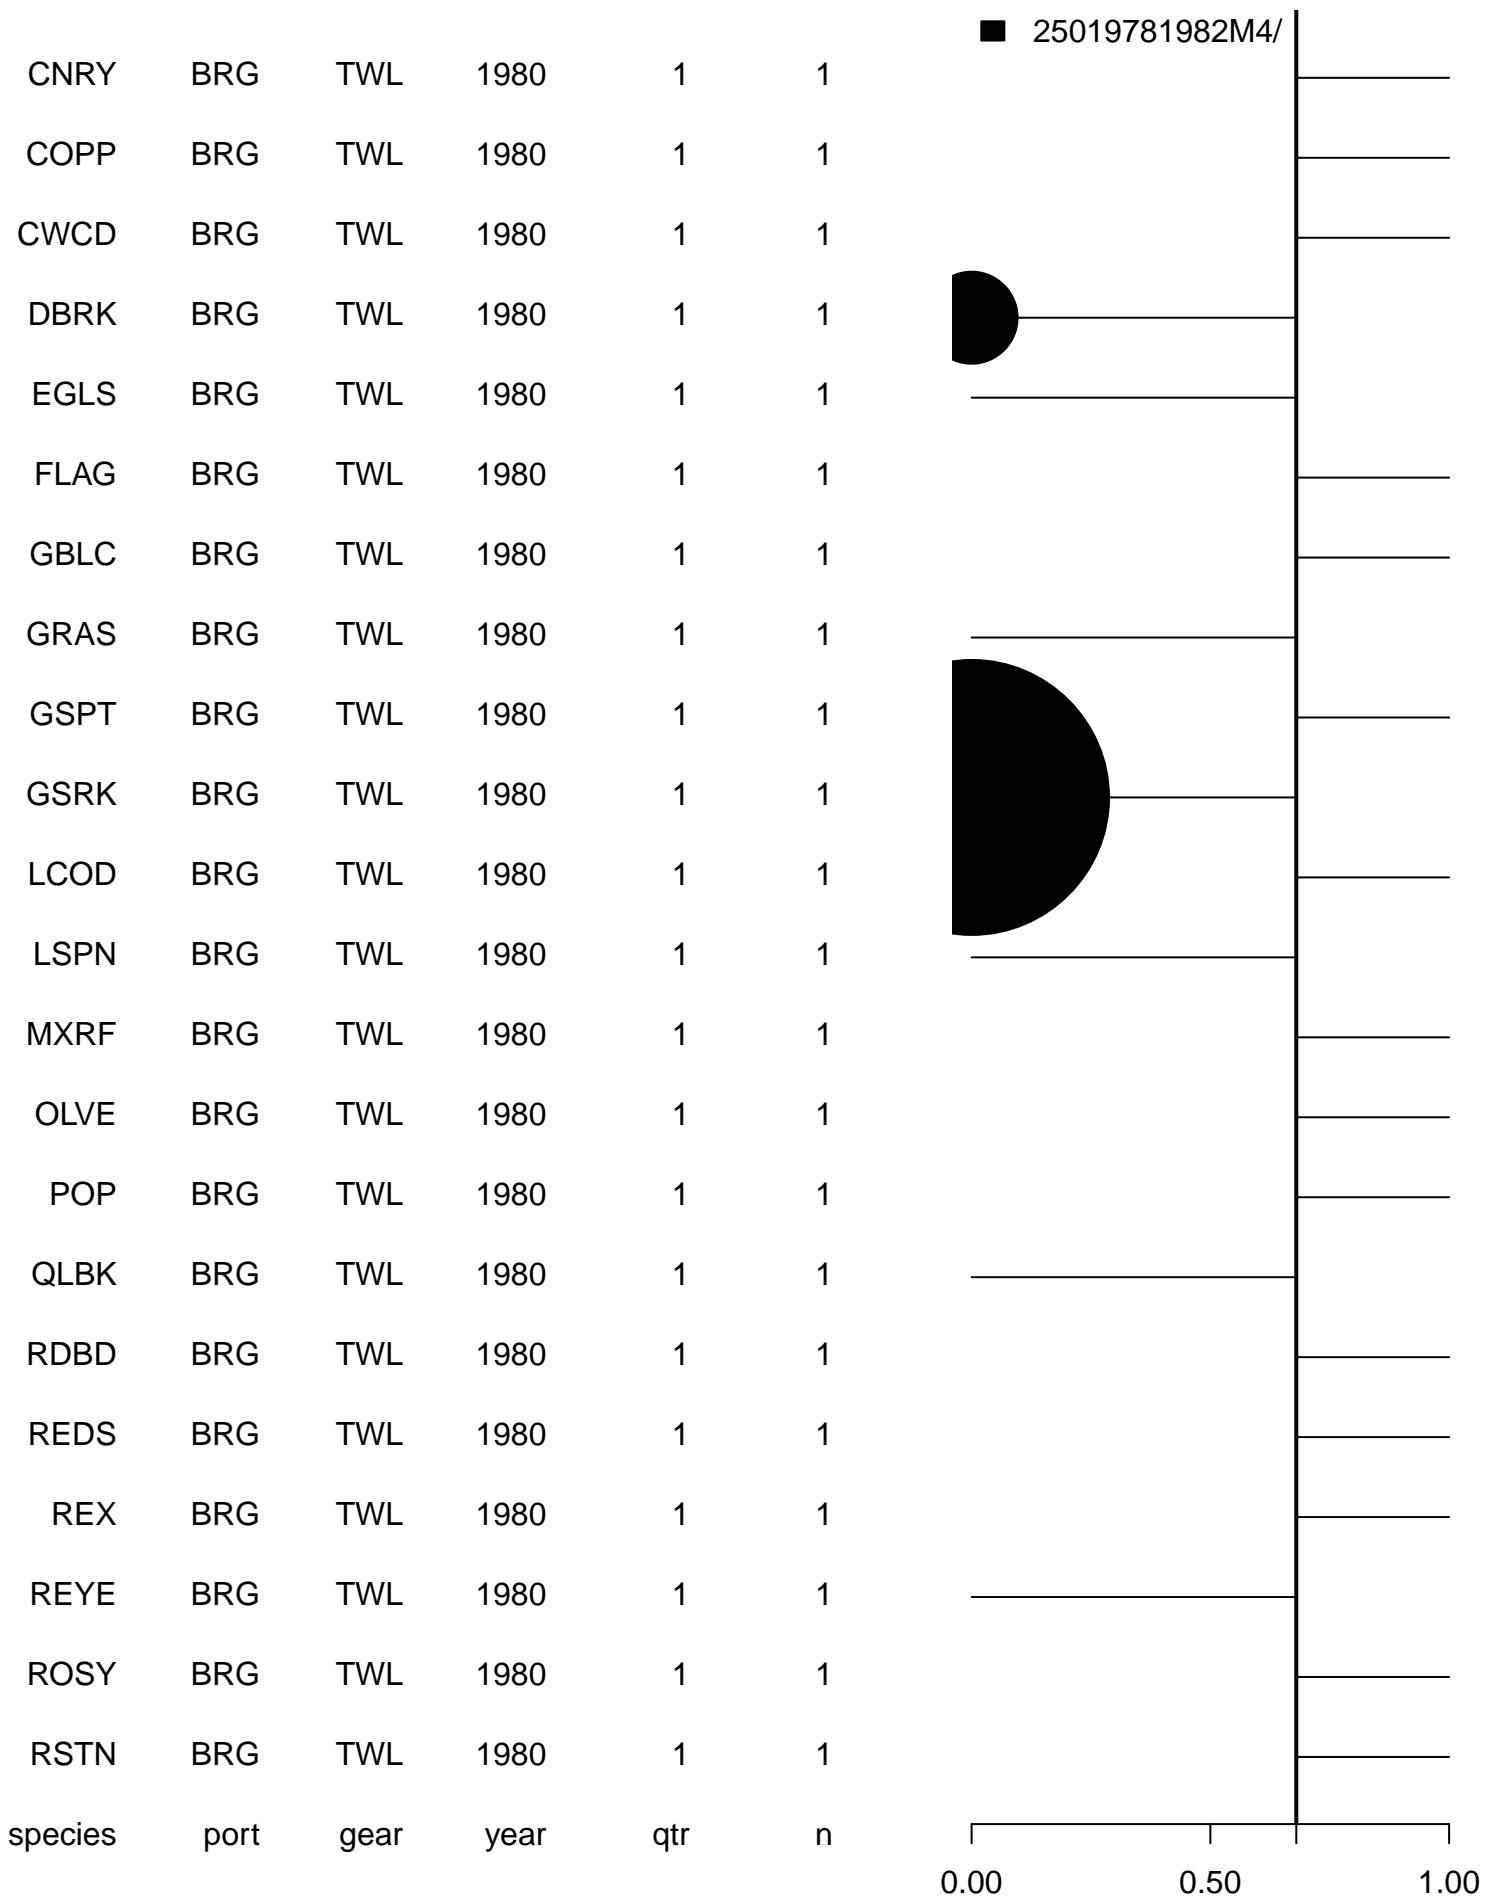 25019781982M4/
CNRY BRG TWL 1980 1 1
COPP BRG TWL 1980 1 1
CWCD BRG TWL 1980 1 1
DBRK BRG TWL 1980 1 1
EGLS BRG TWL 1980 1 1
FLAG BRG TWL 1980 1 1
GBLC BRG TWL 1980 1 1
GRAS BRG TWL 1980 1 1
GSPT BRG TWL 1980 1 1
GSRK BRG TWL 1980 1 1
LCOD BRG TWL 1980 1 1
LSPN BRG TWL 1980 1 1
MXRF BRG TWL 1980 1 1
OLVE BRG TWL 1980 1 1
POP BRG TWL 1980 1 1
QLBK BRG TWL 1980 1 1
RDBD BRG TWL 1980 1 1
REDS BRG TWL 1980 1 1
REX BRG TWL 1980 1 1
REYE BRG TWL 1980 1 1
ROSY BRG TWL 1980 1 1
RSTN BRG TWL 1980 1 1
species port gear year qtr n
0.00 0.50 1.00